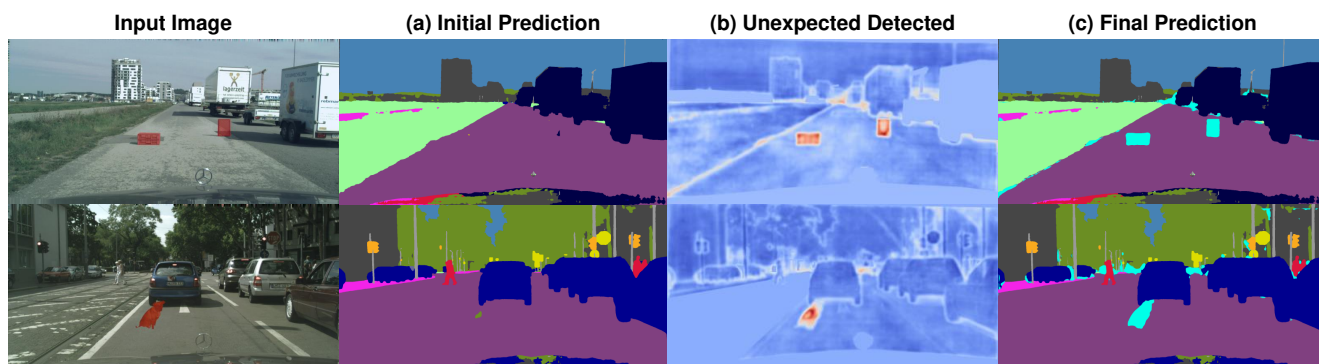 Input Image
(a) Initial Prediction
(b) Unexpected Detected
(c) Final Prediction
lagerzeit